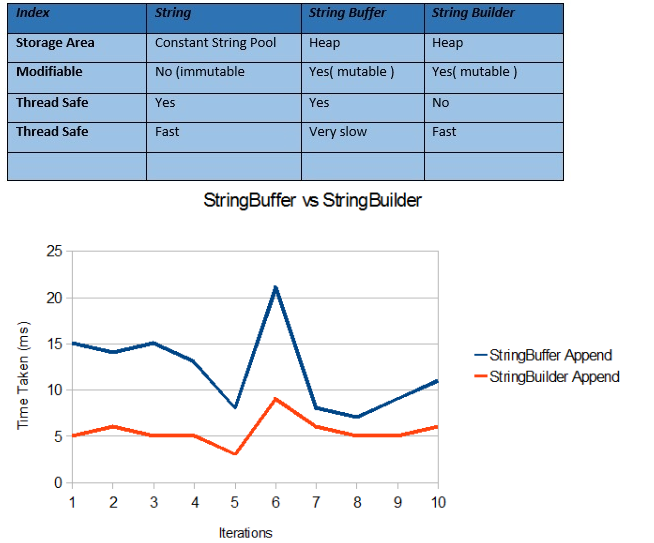 Index String String Buffer String Builder
Storage Area Constant String Pool Heap Heap
Modifiable No (immutable Yes( mutable ) Yes( mutable )
Thread Safe Yes Yes No
Thread Safe Fast Very slow Fast
StringBuffer vs StringBuilder
25
20
15
10
5
0
Time Taken (ms)
StringBuffer Append
StringBuilder Append
1 2 3 4 5 6 7 8 9 10
Iterations